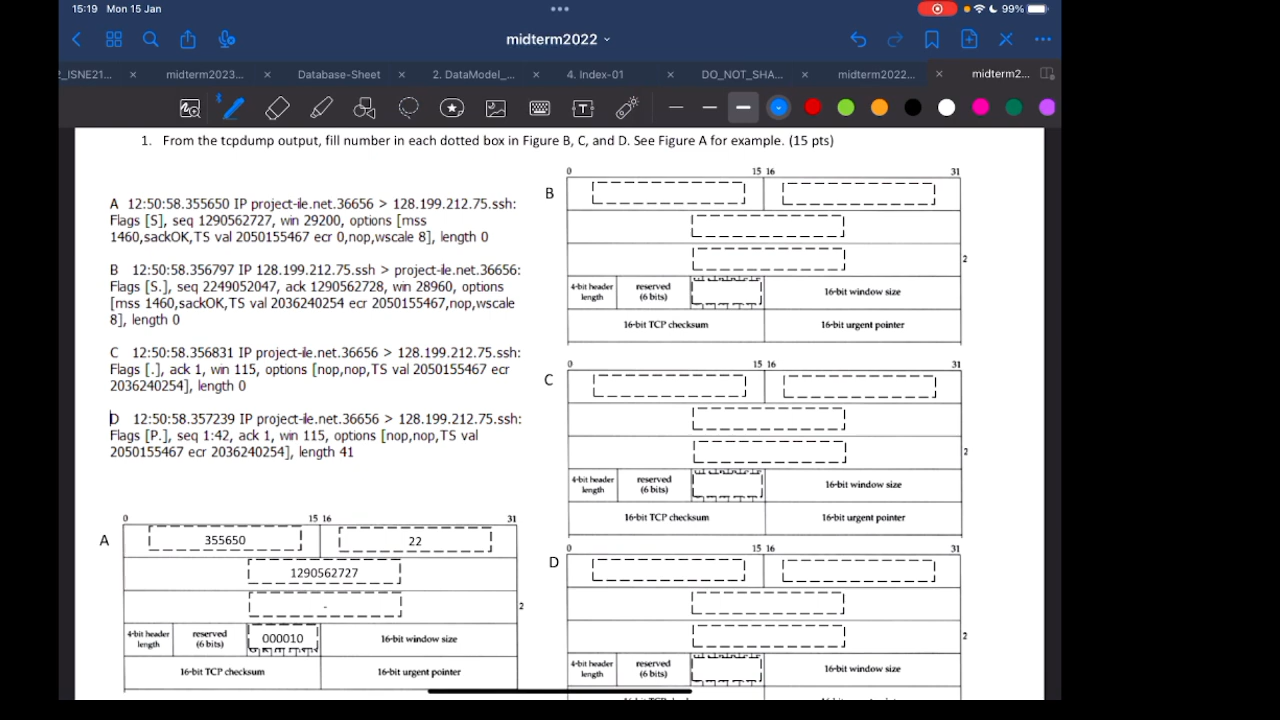 15:19 Mon 15 Jan
99%
midterm2022
2_ISNE21...
midterm2023...
Database-Sheet
2. DataModel_...
4. Index-01
DO_NOT_SHA...
midterm2022...
midterm2...
1. From the tcpdump output, fill number in each dotted box in Figure B, C, and D. See Figure A for example. (15 pts)
A 12:50:58.355650 IP project-ile.net.36656 > 128.199.212.75.ssh:
Flags [S], seq 1290562727, win 29200, options [mss
1460,sackOK,TS val 2050155467 ecr 0,nop,wscale 8], length 0
B 12:50:58.356797 IP 128.199.212.75.ssh > project-ile.net.36656:
Flags [S.], seq 2249052047, ack 1290562728, win 28960, options
[mss 1460,sackOK,TS val 2036240254 ecr 2050155467,nop,wscale
8], length 0
C 12:50:58.356831 IP project-ile.net.36656 > 128.199.212.75.ssh:
Flags [.], ack 1, win 115, options [nop,nop,TS val 2050155467 ecr
2036240254], length 0
D 12:50:58.357239 IP project-ile.net.36656 > 128.199.212.75.ssh:
Flags [P.], seq 1:42, ack 1, win 115, options [nop,nop,TS val
2050155467 ecr 2036240254], length 41
0 15 16 31
A
355650 22
1290562727
-
2
4-bit header length
reserved (6 bits)
000010
16-bit window size
16-bit TCP checksum
16-bit urgent pointer
0 15 16 31
B
2
4-bit header length
reserved (6 bits)
16-bit window size
16-bit TCP checksum
16-bit urgent pointer
0 15 16 31
C
2
4-bit header length
reserved (6 bits)
16-bit window size
16-bit TCP checksum
16-bit urgent pointer
0 15 16 31
D
2
4-bit header length
reserved (6 bits)
16-bit window size